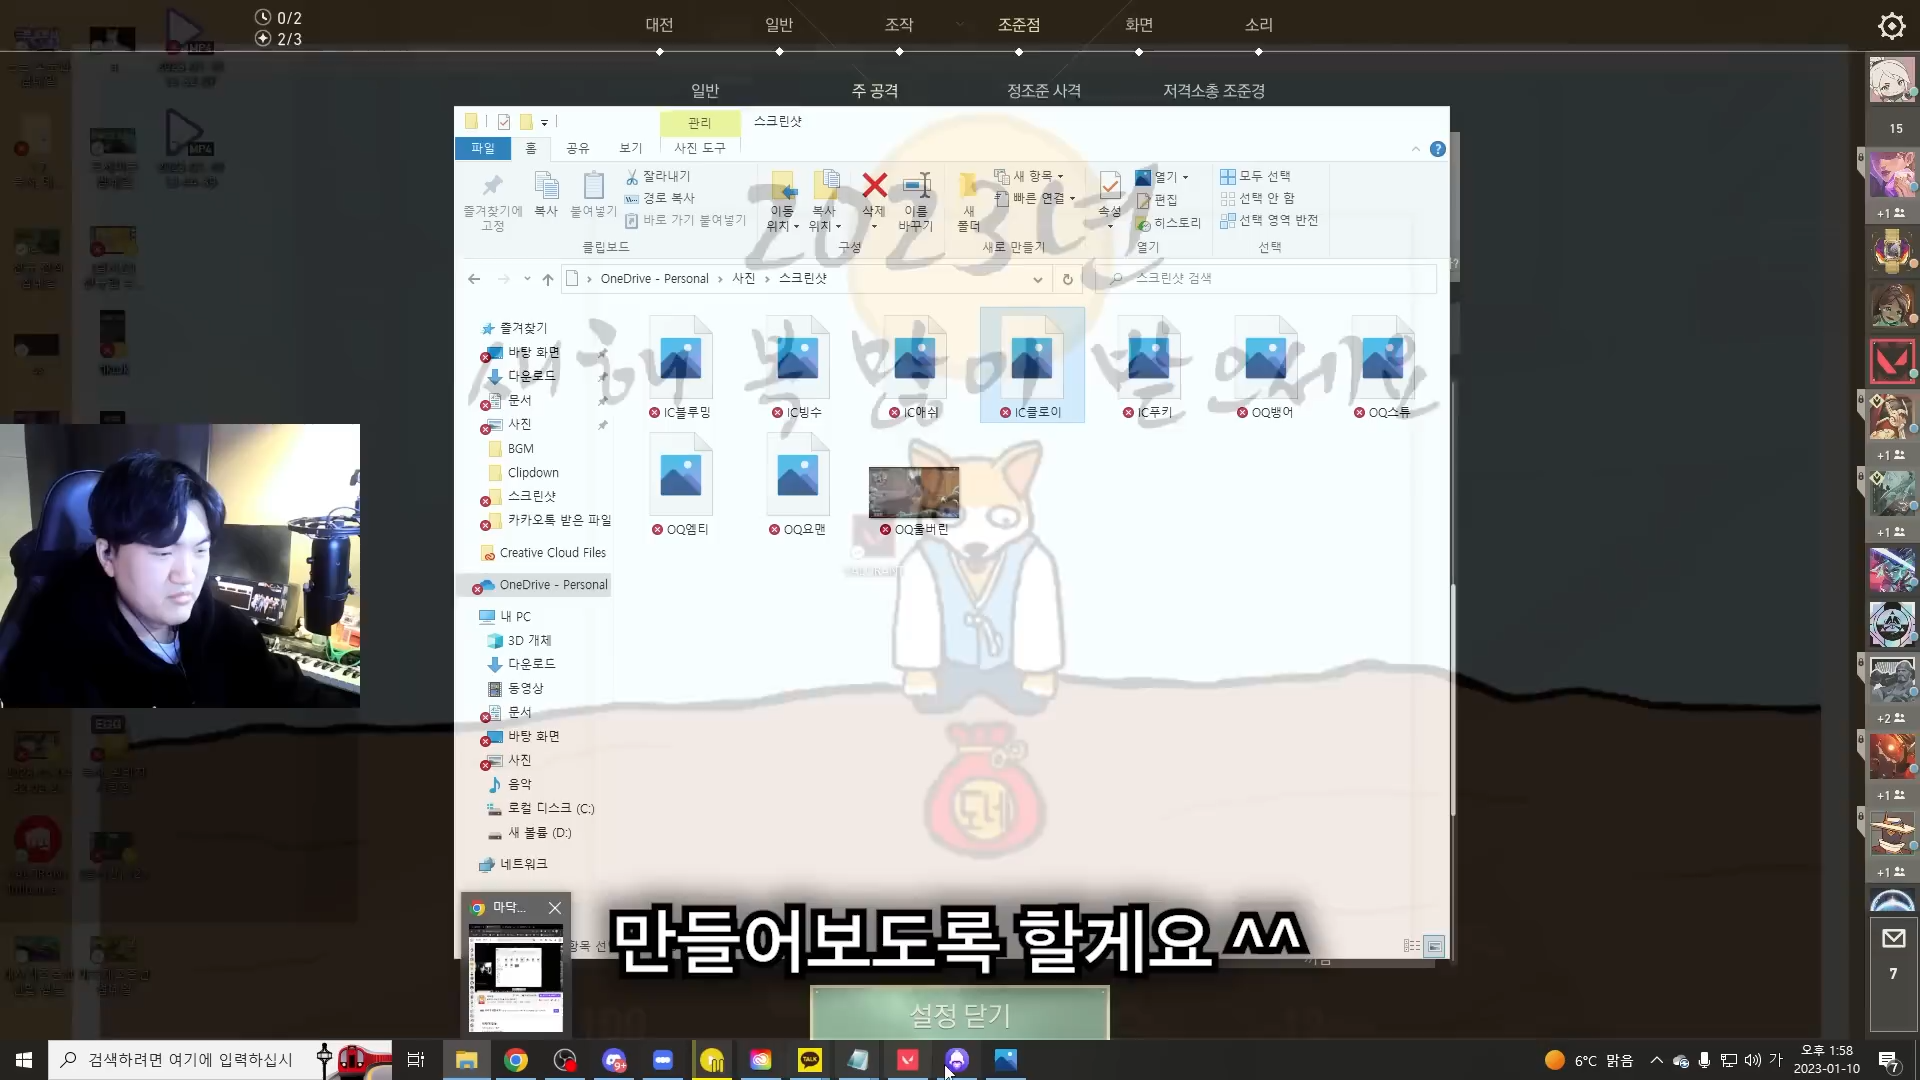 0/2
2/3
대전
일반
조작
조준점
화면
소리
일반
주 공격
정조준 사격
저격소총 조준경
관리
스크린샷
파일
홈
공유
보기
사진 도구
즐겨찾기에
고정
복사
붙여넣기
잘라내기
경로 복사
바로 가기 붙여넣기
클립보드
이동
위치
복사
위치
삭제
이름
바꾸기
구성
새
폴더
새 항목
빠른 연결
새로 만들기
속성
열기
편집
히스토리
열기
모두 선택
선택 안 함
선택 영역 반전
선택
2023년
OneDrive - Personal
사진
스크린샷
스크린샷 검색
새해 복 많이 받으세요
즐겨찾기
바탕 화면
다운로드
문서
사진
BGM
Clipdown
스크린샷
카카오톡 받은 파일
Creative Cloud Files
OneDrive - Personal
내 PC
3D 개체
다운로드
동영상
문서
바탕 화면
사진
음악
로컬 디스크 (C:)
새 볼륨 (D:)
네트워크
IC블루밍
IC빙수
IC애쉬
IC클로이
IC푸키
OQ뱅어
OQ스튜
OQ엠티
OQ요맨
OQ울버린
15
+1
+1
+1
+2
+1
+1
7
마닥...
만들어보도록 할게요 ^^
설정 닫기
검색하려면 여기에 입력하십시
TALK
9+
6°C 맑음
가
오후 1:58
2023-01-10
7